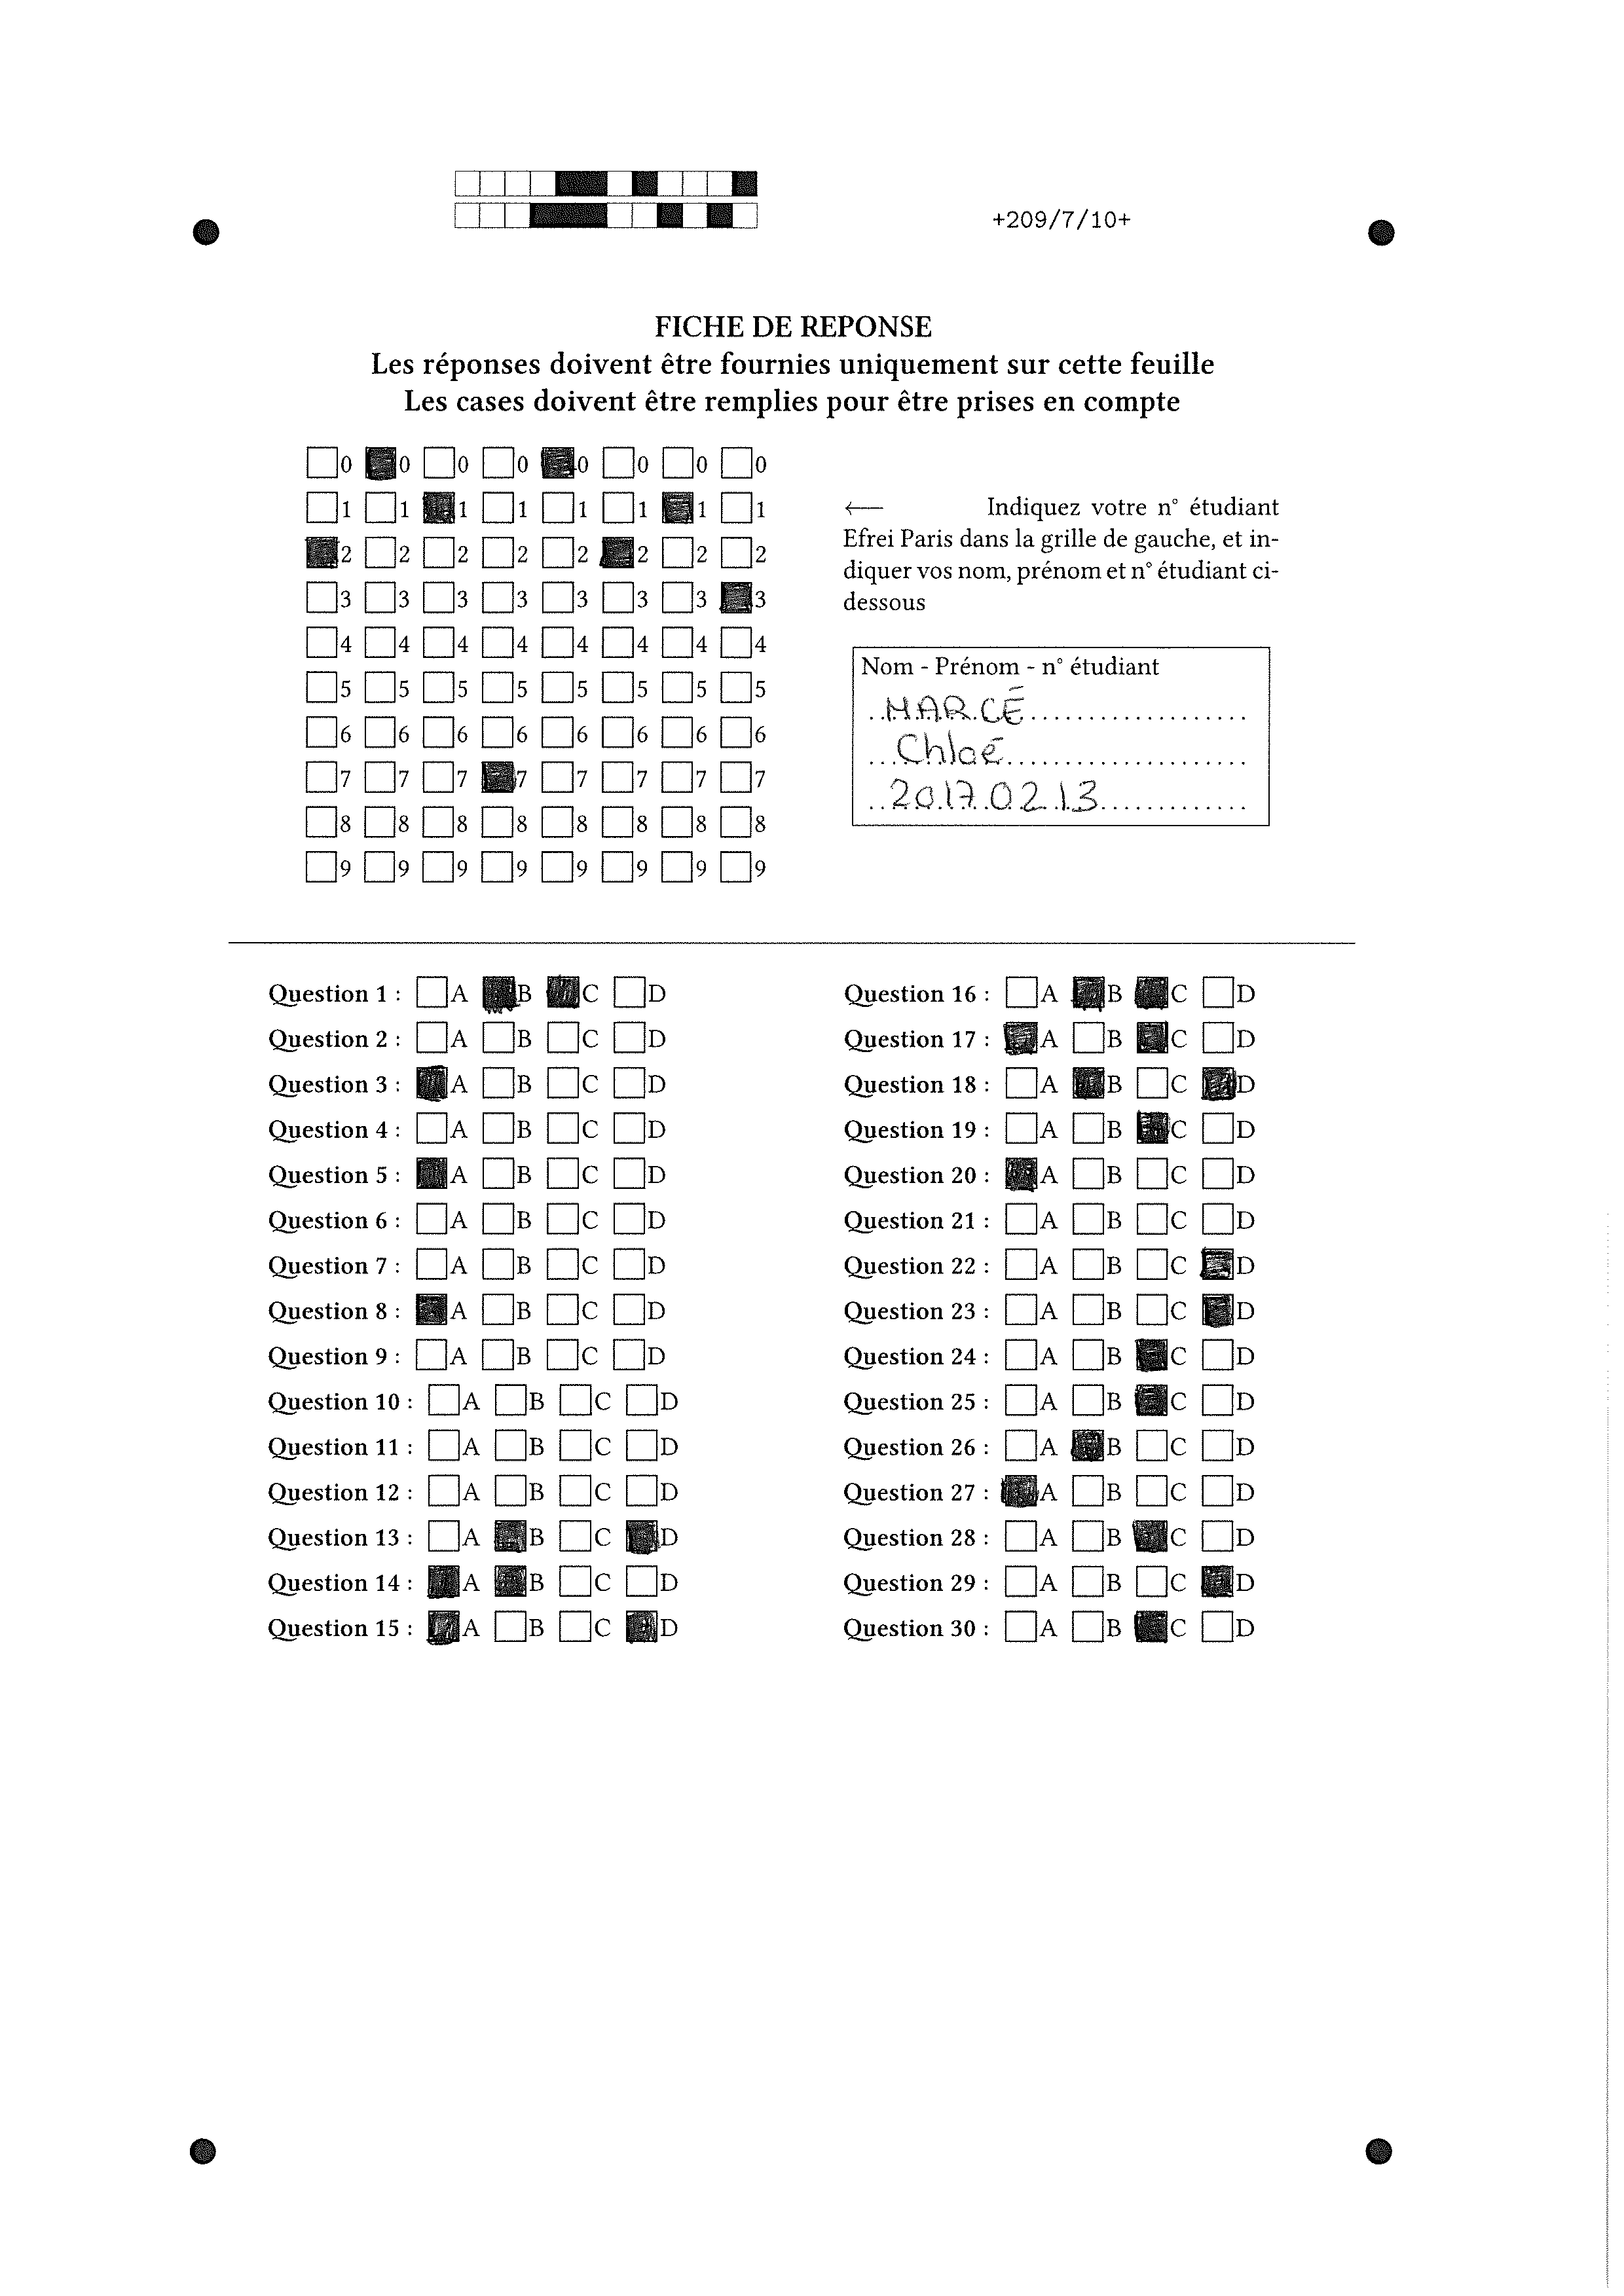 +209/7/10+
FICHE DE REPONSE
Les réponses doivent être fournies uniquement sur cette feuille
Les cases doivent être remplies pour être prises en compte
0 0 0 0 0 0 0 0
1 1 1 1 1 1 1 1
2 2 2 2 2 2 2 2
3 3 3 3 3 3 3 3
4 4 4 4 4 4 4 4
5 5 5 5 5 5 5 5
6 6 6 6 6 6 6 6
7 7 7 7 7 7 7 7
8 8 8 8 8 8 8 8
9 9 9 9 9 9 9 9
← Indiquez votre n° étudiant
Efrei Paris dans la grille de gauche, et in-
diquer vos nom, prénom et n° étudiant ci-
dessous
Nom - Prénom - n° étudiant
MARCÉ
Chloé
20170213
Question 1 : A B C D
Question 2 : A B C D
Question 3 : A B C D
Question 4 : A B C D
Question 5 : A B C D
Question 6 : A B C D
Question 7 : A B C D
Question 8 : A B C D
Question 9 : A B C D
Question 10 : A B C D
Question 11 : A B C D
Question 12 : A B C D
Question 13 : A B C D
Question 14 : A B C D
Question 15 : A B C D
Question 16 : A B C D
Question 17 : A B C D
Question 18 : A B C D
Question 19 : A B C D
Question 20 : A B C D
Question 21 : A B C D
Question 22 : A B C D
Question 23 : A B C D
Question 24 : A B C D
Question 25 : A B C D
Question 26 : A B C D
Question 27 : A B C D
Question 28 : A B C D
Question 29 : A B C D
Question 30 : A B C D